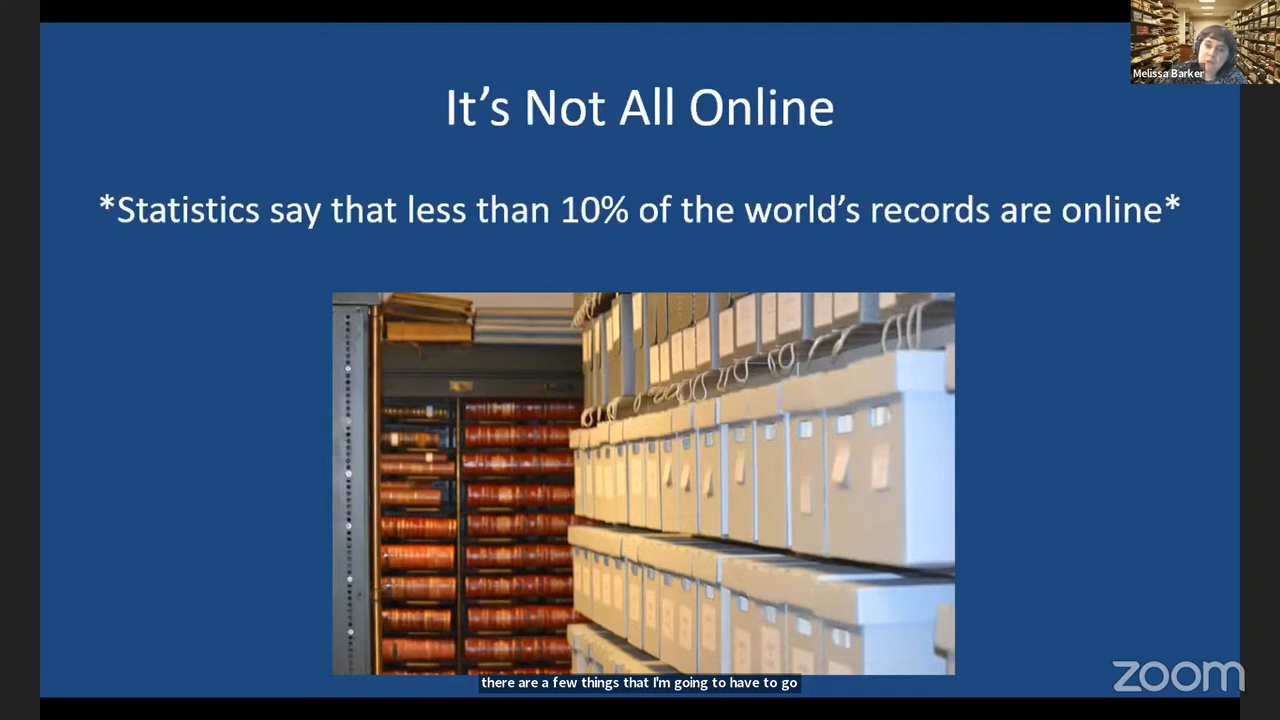 Melissa Barker
It's Not All Online
*Statistics say that less than 10% of the world's records are online*
there are a few things that I'm going to have to go
zoom